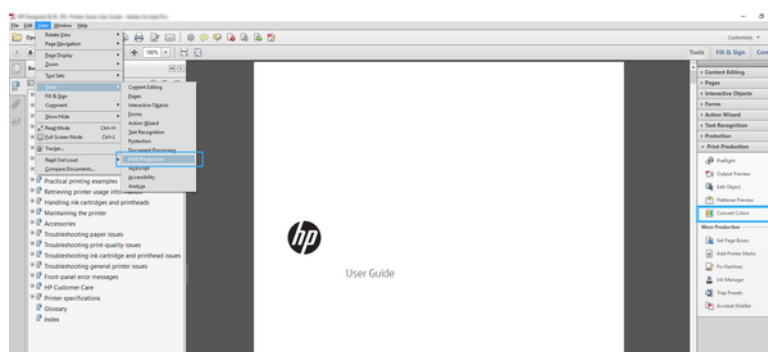 File Edit View Window Help
Customize
100%
Tools Fill & Sign Com
Rotate View
Page Navigation
Page Display
Zoom
Tool Sets
Tools
Fill & Sign
Comment
Show/Hide
Read Mode Ctrl+H
Full Screen Mode Ctrl+L
Tracker...
Read Out Loud
Compare Documents...
Content Editing
Pages
Interactive Objects
Forms
Action Wizard
Text Recognition
Protection
Document Processing
Print Production
JavaScript
Accessibility
Analyze
Practical printing examples
Retrieving printer usage information
Handling ink cartridges and printheads
Maintaining the printer
Accessories
Troubleshooting paper issues
Troubleshooting print-quality issues
Troubleshooting ink cartridge and printhead issues
Troubleshooting general printer issues
Front-panel error messages
HP Customer Care
Printer specifications
Glossary
Index
hp
User Guide
Content Editing
Pages
Interactive Objects
Forms
Action Wizard
Text Recognition
Protection
Print Production
Preflight
Output Preview
Edit Object
Flattener Preview
Convert Colors
More Production
Set Page Boxes
Add Printer Marks
Fix Hairlines
Ink Manager
Trap Presets
Acrobat Distiller